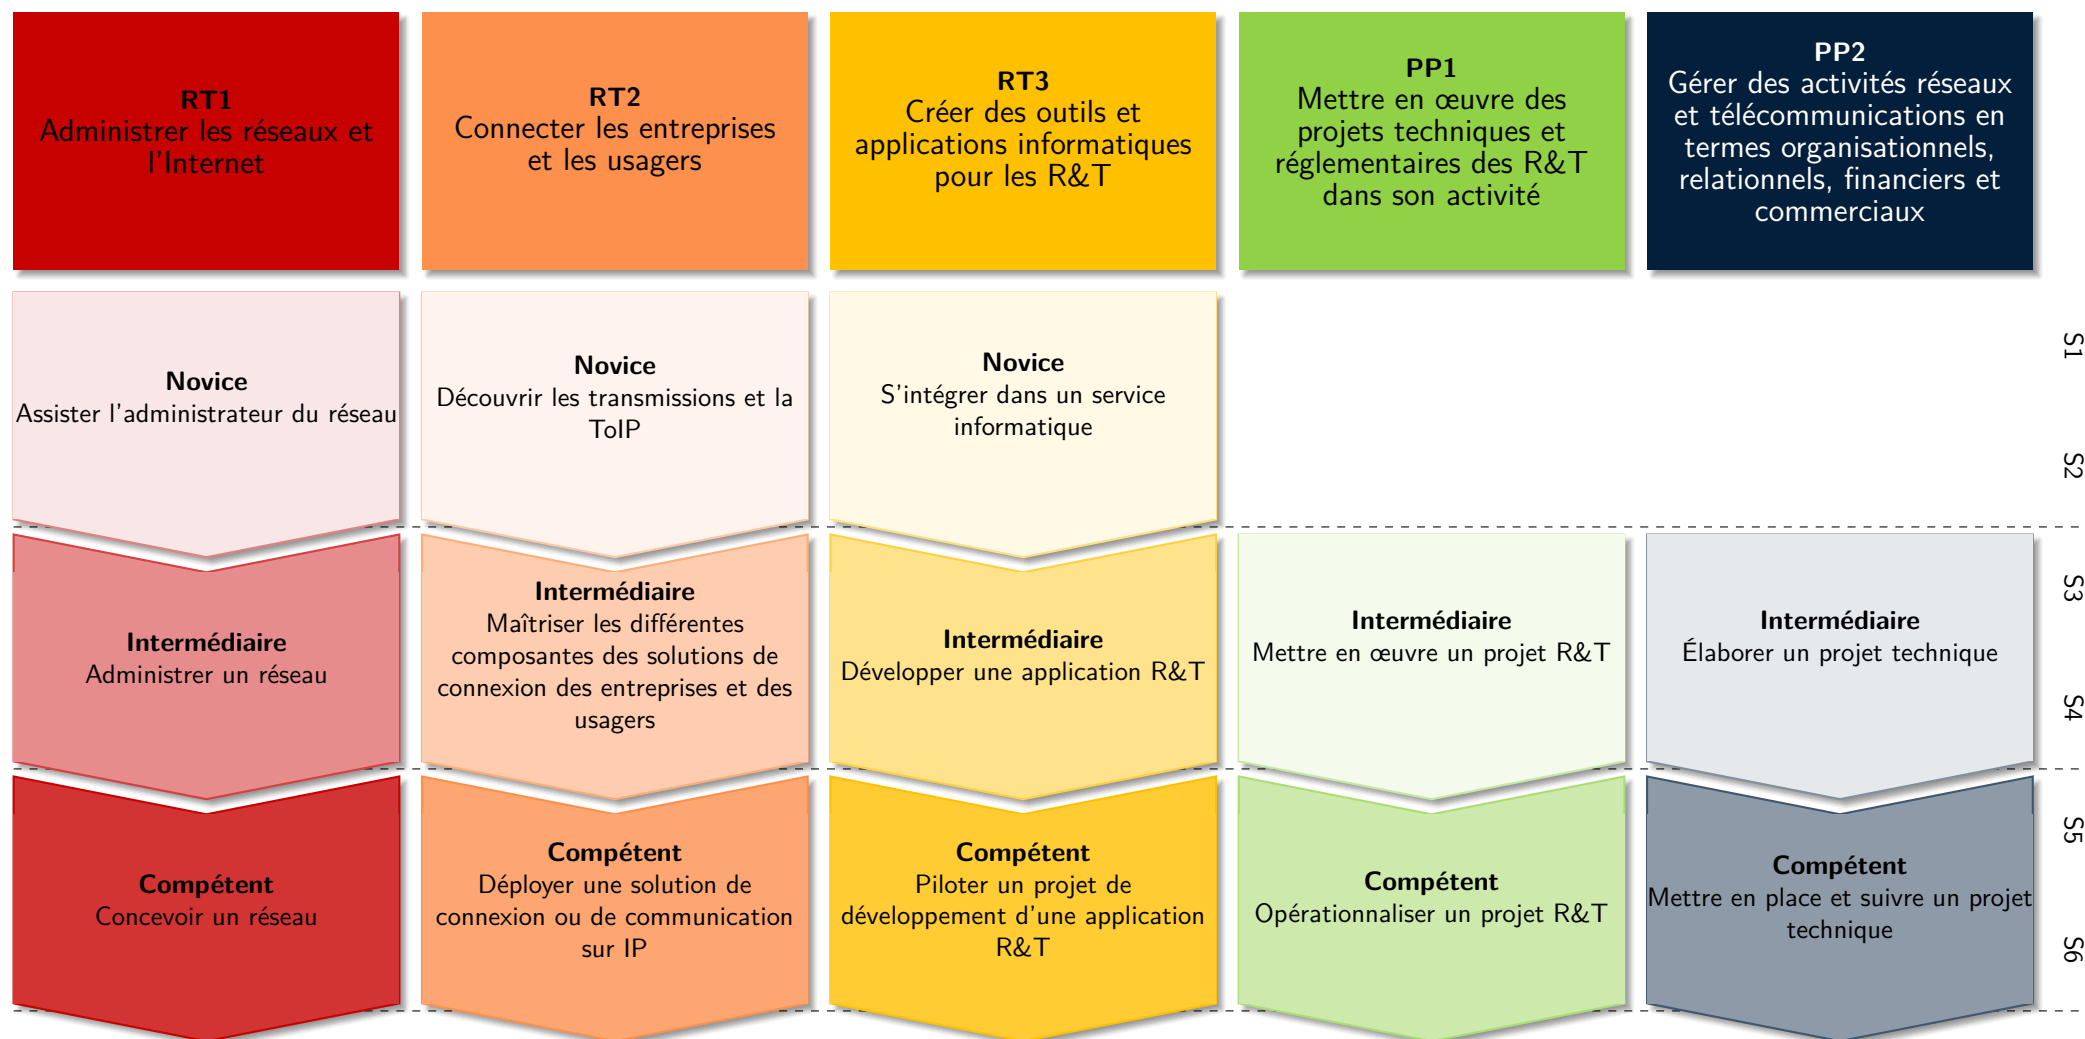 RT1
Administrer les réseaux et
l'Internet
RT2
Connecter les entreprises
et les usagers
RT3
Créer des outils et
applications informatiques
pour les R&T
PP1
Mettre en œuvre des
projets techniques et
réglementaires des R&T
dans son activité
PP2
Gérer des activités réseaux
et télécommunications en
termes organisationnels,
relationnels, financiers et
commerciaux
Novice
Assister l'administrateur du réseau
Novice
Découvrir les transmissions et la
ToIP
Novice
S'intégrer dans un service
informatique
S1
S2
Intermédiaire
Administrer un réseau
Intermédiaire
Maîtriser les différentes
composantes des solutions de
connexion des entreprises et des
usagers
Intermédiaire
Développer une application R&T
Intermédiaire
Mettre en œuvre un projet R&T
Intermédiaire
Élaborer un projet technique
S3
S4
Compétent
Concevoir un réseau
Compétent
Déployer une solution de
connexion ou de communication
sur IP
Compétent
Piloter un projet de
développement d'une application
R&T
Compétent
Opérationnaliser un projet R&T
Compétent
Mettre en place et suivre un projet
technique
S5
S6